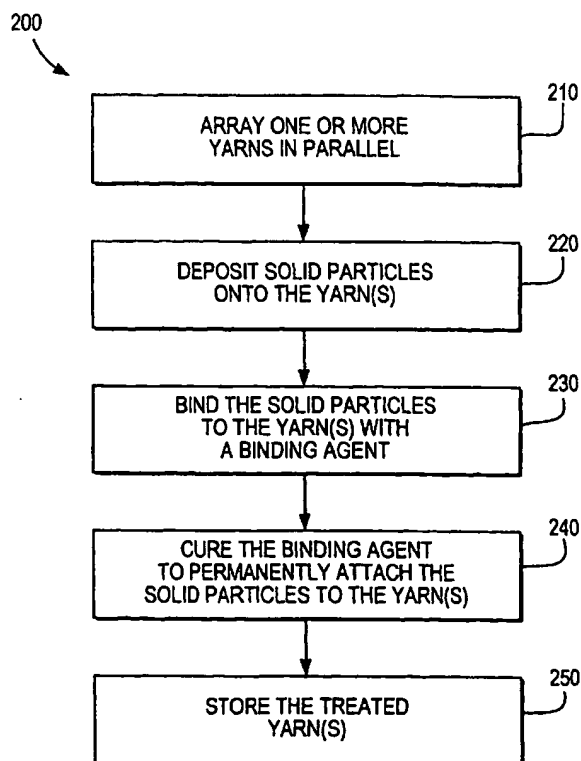 200
210
ARRAY ONE OR MORE
YARNS IN PARALLEL
220
DEPOSIT SOLID PARTICLES
ONTO THE YARN(S)
230
BIND THE SOLID PARTICLES
TO THE YARN(S) WITH
A BINDING AGENT
240
CURE THE BINDING AGENT
TO PERMANENTLY ATTACH THE
SOLID PARTICLES TO THE YARN(S)
250
STORE THE TREATED
YARN(S)